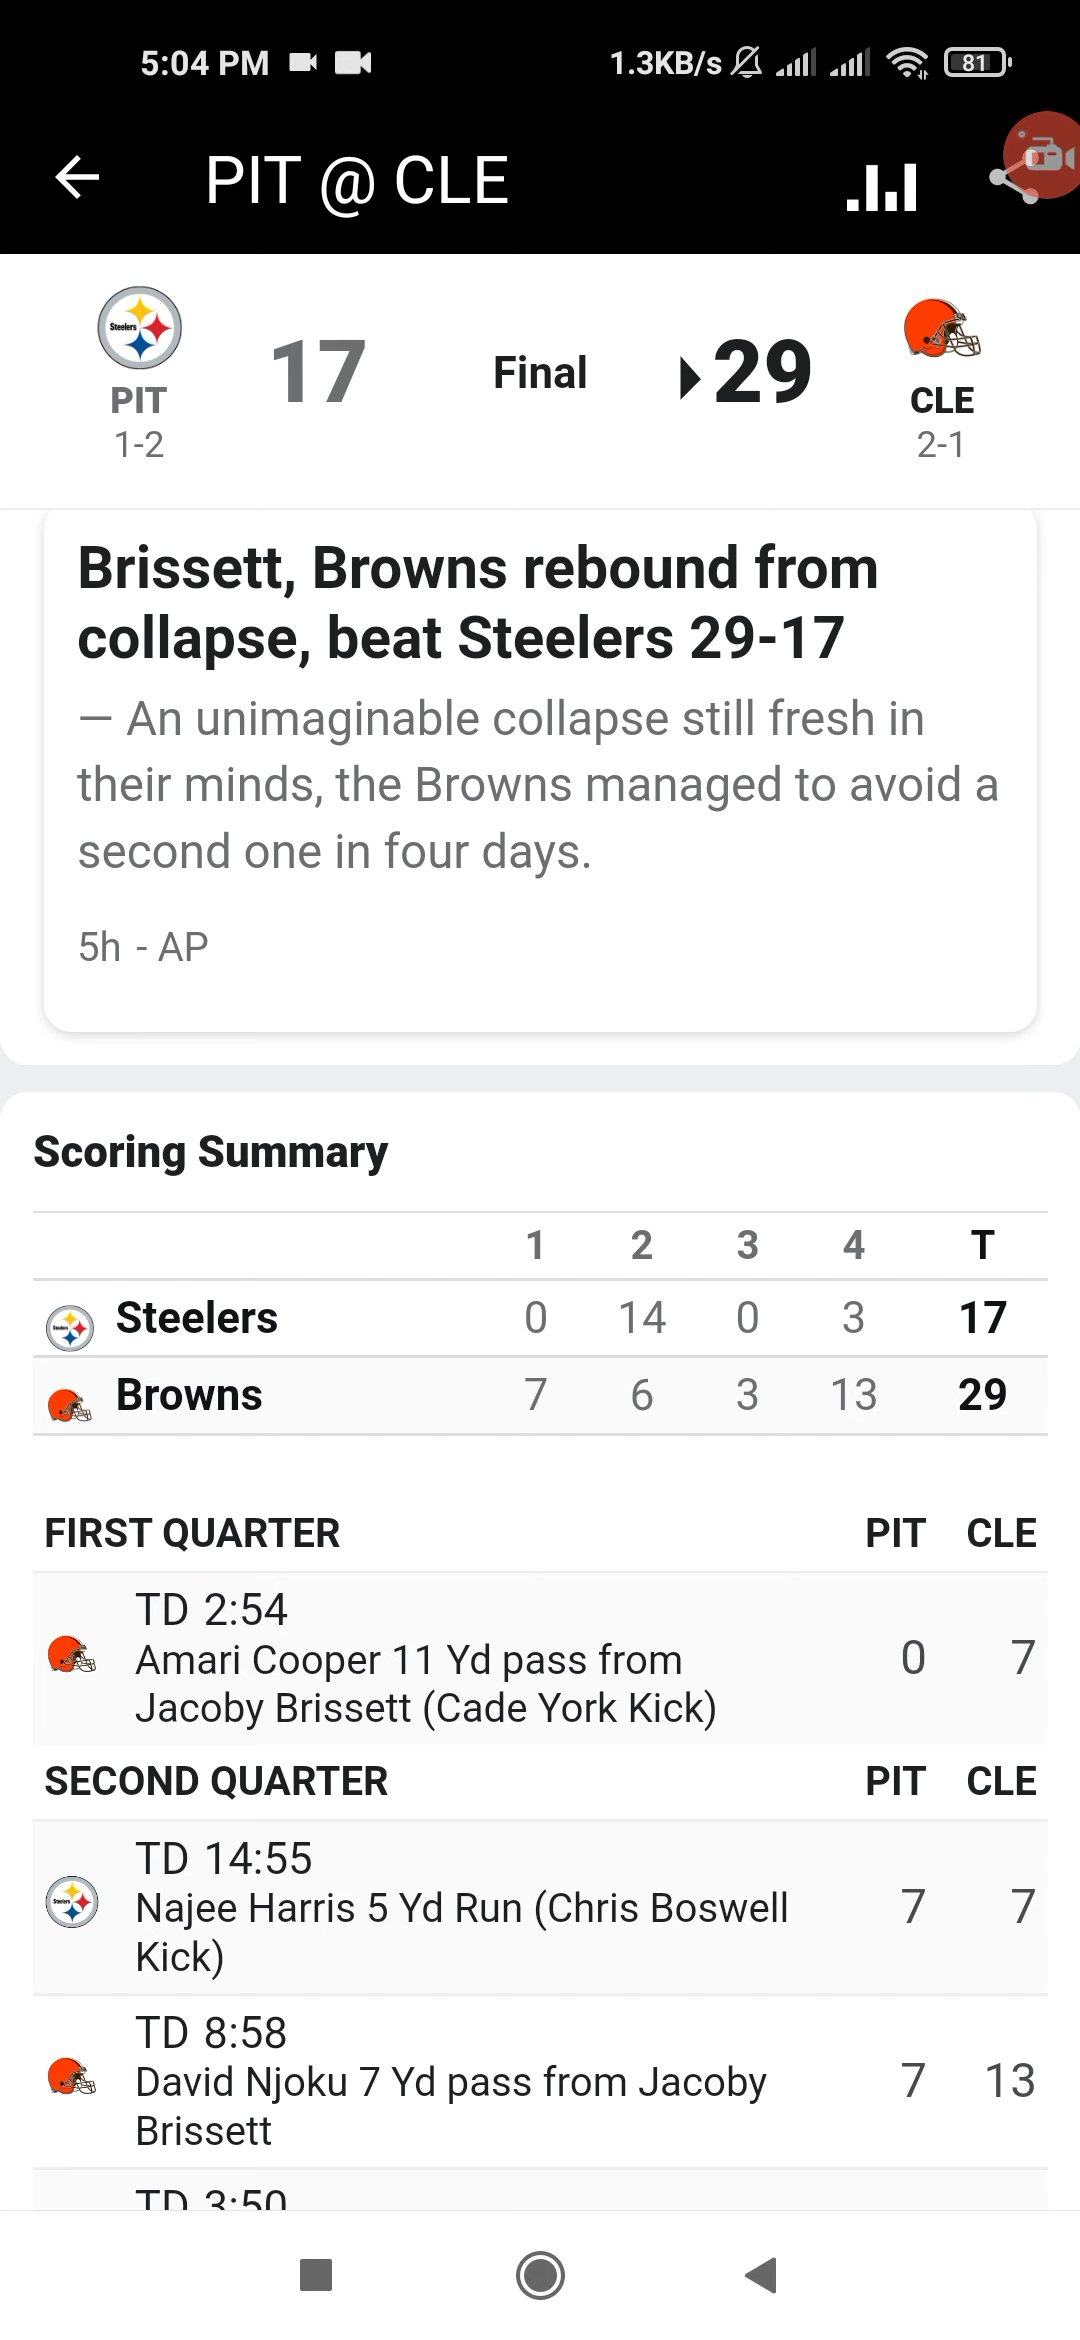 5:04 PM 1.3KB/s 81
PIT @ CLE
Steelers
PIT
1-2
17
Final
29
CLE
2-1
Brissett, Browns rebound from
collapse, beat Steelers 29-17
— An unimaginable collapse still fresh in
their minds, the Browns managed to avoid a
second one in four days.
5h - AP
Scoring Summary
1 2 3 4 T
Steelers Steelers 0 14 0 3 17
Browns 7 6 3 13 29
FIRST QUARTER PIT CLE
TD 2:54
Amari Cooper 11 Yd pass from
Jacoby Brissett (Cade York Kick)
0 7
SECOND QUARTER PIT CLE
TD 14:55
Steelers
Najee Harris 5 Yd Run (Chris Boswell
Kick)
7 7
TD 8:58
David Njoku 7 Yd pass from Jacoby
Brissett
7 13
TD 3:50